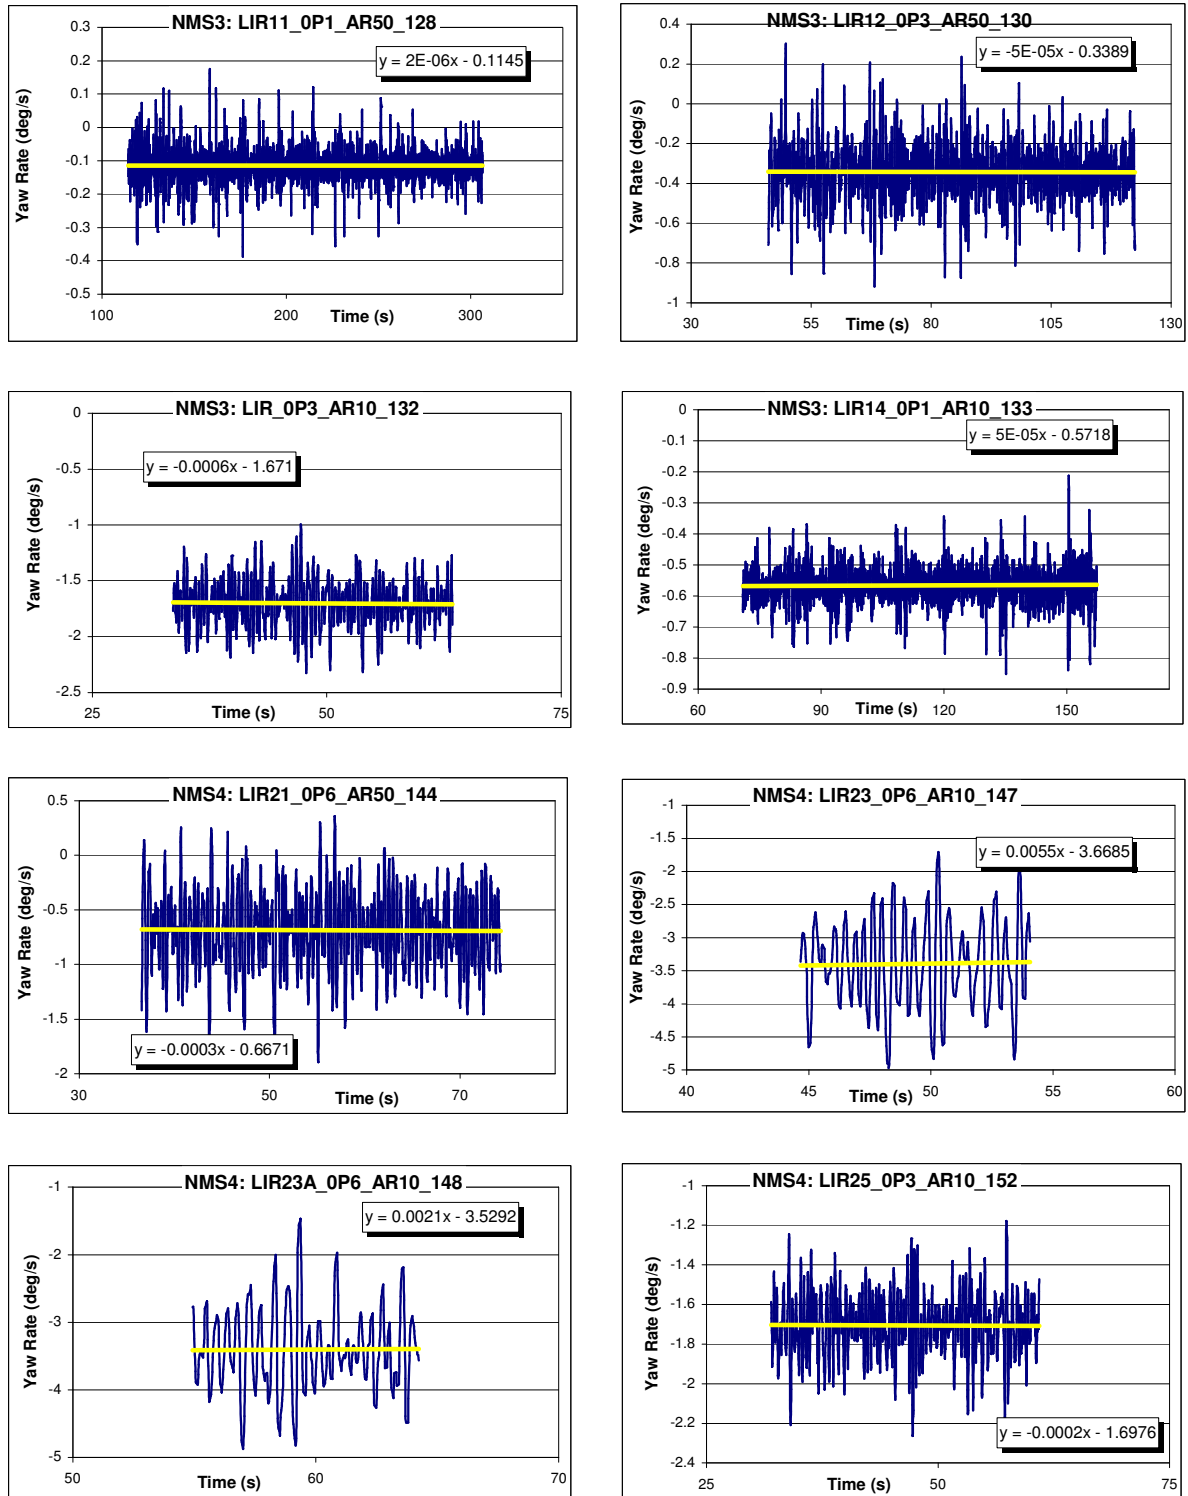 NMS3: LIR11_0P1_AR50_128
y = 2E-06x - 0.1145
0.3
0.2
0.1
0
-0.1
-0.2
-0.3
-0.4
-0.5
Yaw Rate (deg/s)
100 200 300
Time (s)
NMS3: LIR12_0P3_AR50_130
y = -5E-05x - 0.3389
0.4
0.2
0
-0.2
-0.4
-0.6
-0.8
-1
Yaw Rate (deg/s)
30 55 80 105 130
Time (s)
NMS3: LIR_0P3_AR10_132
y = -0.0006x - 1.671
0
-0.5
-1
-1.5
-2
-2.5
Yaw Rate (deg/s)
25 50 75
Time (s)
NMS3: LIR14_0P1_AR10_133
y = 5E-05x - 0.5718
0
-0.1
-0.2
-0.3
-0.4
-0.5
-0.6
-0.7
-0.8
-0.9
Yaw Rate (deg/s)
60 90 120 150
Time (s)
NMS4: LIR21_0P6_AR50_144
0.5
0
-0.5
-1
-1.5
-2
Yaw Rate (deg/s)
y = -0.0003x - 0.6671
30 50 70
Time (s)
NMS4: LIR23_0P6_AR10_147
y = 0.0055x - 3.6685
-1
-1.5
-2
-2.5
-3
-3.5
-4
-4.5
-5
Yaw Rate (deg/s)
40 45 50 55 60
Time (s)
NMS4: LIR23A_0P6_AR10_148
y = 0.0021x - 3.5292
-1
-2
-3
-4
-5
Yaw Rate (deg/s)
50 60 70
Time (s)
NMS4: LIR25_0P3_AR10_152
-1
-1.2
-1.4
-1.6
-1.8
-2
-2.2
-2.4
Yaw Rate (deg/s)
y = -0.0002x - 1.6976
25 50 75
Time (s)